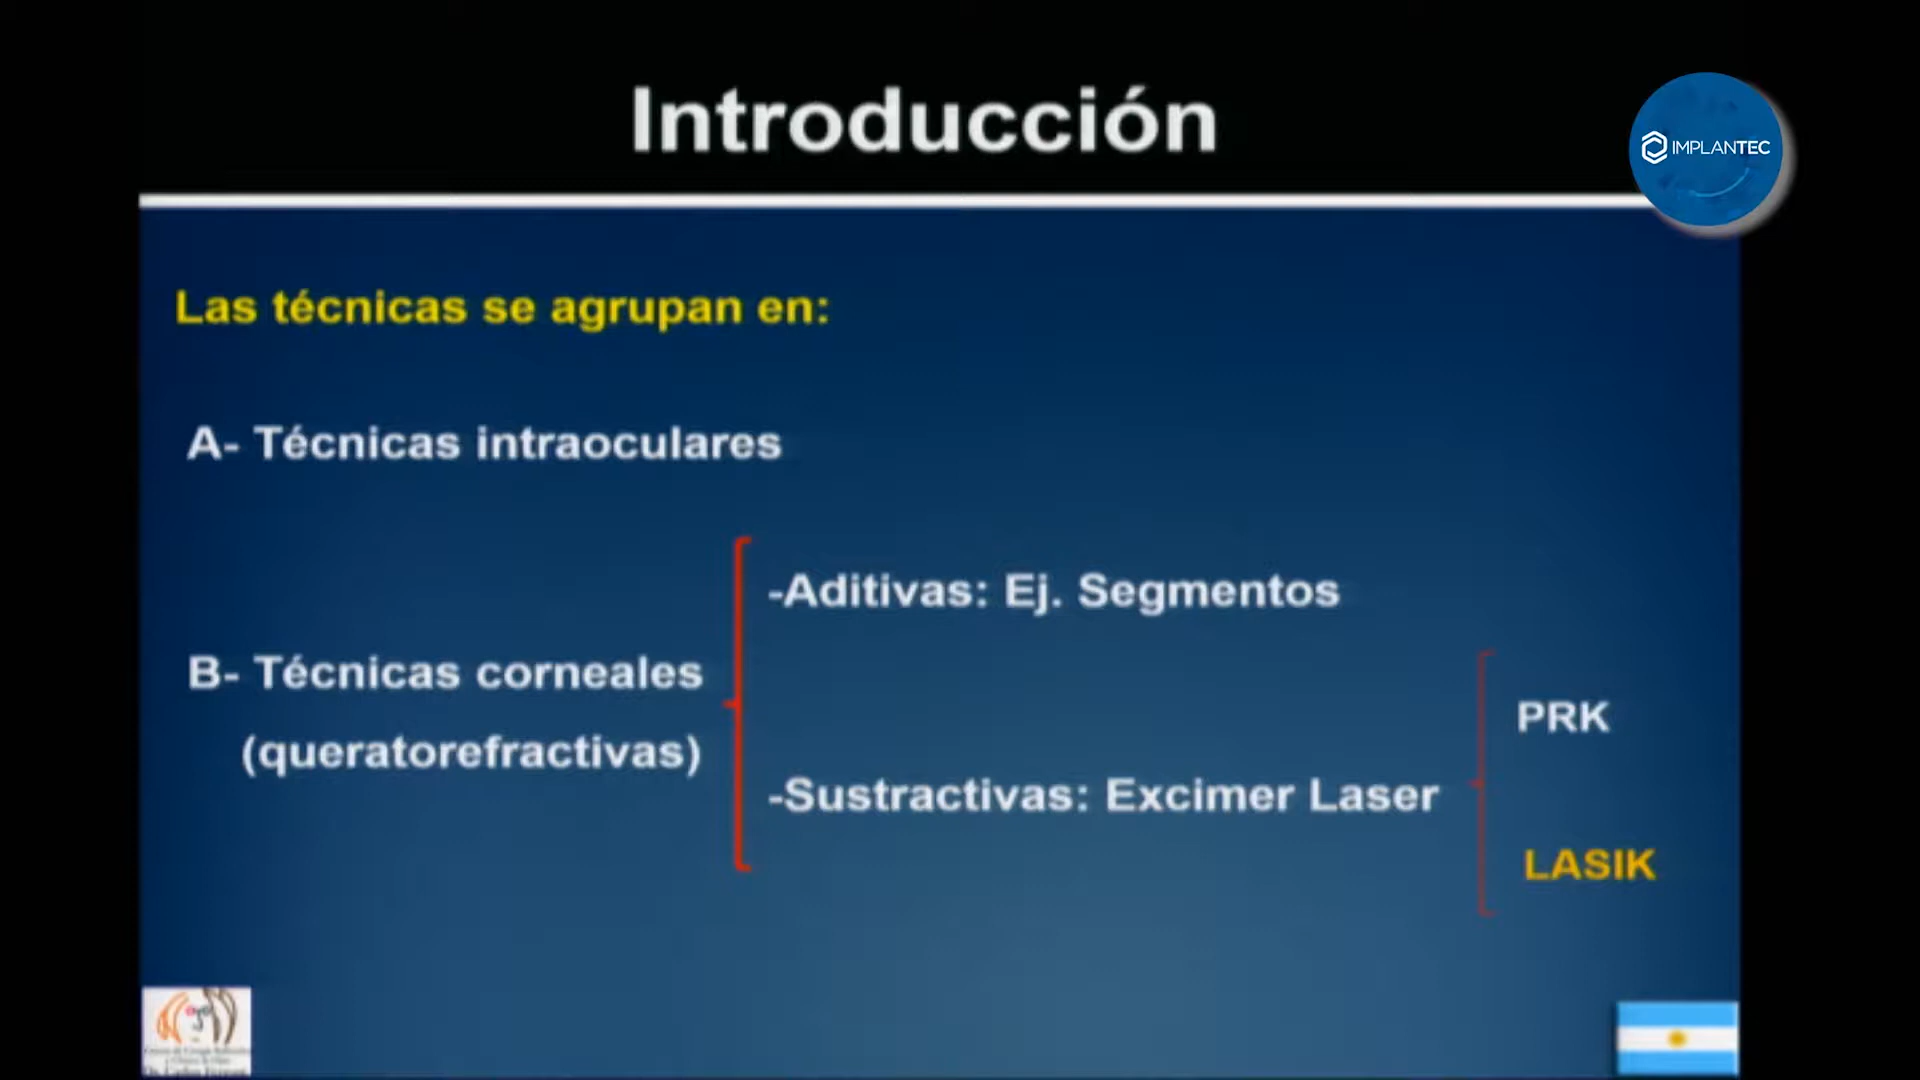 Introducción
IMPLANTEC
Las técnicas se agrupan en:
A- Técnicas intraoculares
-Aditivas: Ej. Segmentos
B- Técnicas corneales
(queratorefractivas)
-Sustractivas: Excimer Laser
PRK
LASIK